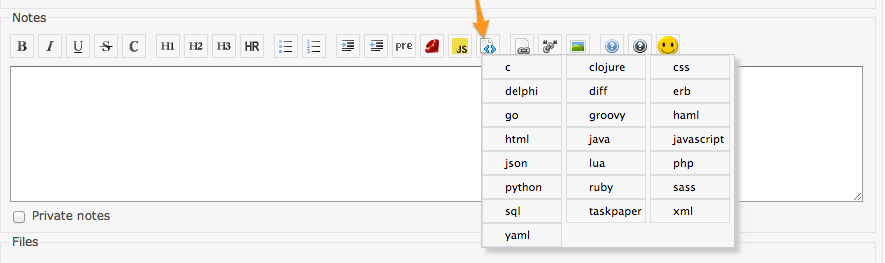 Notes
B I U S C H1 H2 H3 HR pre JS
c clojure css
delphi diff erb
go groovy haml
html java javascript
json lua php
python ruby sass
sql taskpaper xml
yaml
Private notes
Files